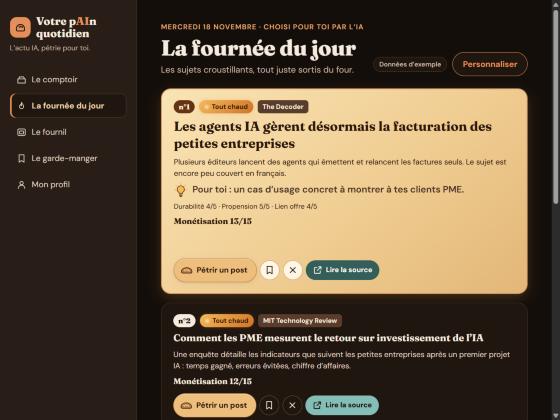 Votre pAIn
quotidien
L'actu IA, pétrie pour toi.
Le comptoir
La fournée du jour
Le fournil
Le garde-manger
Mon profil
MERCREDI 18 NOVEMBRE · CHOISI POUR TOI PAR L'IA
La fournée du jour
Les sujets croustillants, tout juste sortis du four.
Données d'exemple
Personnaliser
n°1 Tout chaud The Decoder
Les agents IA gèrent désormais la facturation des
petites entreprises
Plusieurs éditeurs lancent des agents qui émettent et relancent les factures seuls. Le sujet est
encore peu couvert en français.
Pour toi : un cas d'usage concret à montrer à tes clients PME.
Durabilité 4/5 · Propension 5/5 · Lien offre 4/5
Monétisation 13/15
Pétrir un post Lire la source
n°2 Tout chaud MIT Technology Review
Comment les PME mesurent le retour sur investissement de l'IA
Une enquête détaille les indicateurs que suivent les petites entreprises après un premier projet
IA : temps gagné, erreurs évitées, chiffre d'affaires.
Monétisation 12/15
Pétrir un post Lire la source